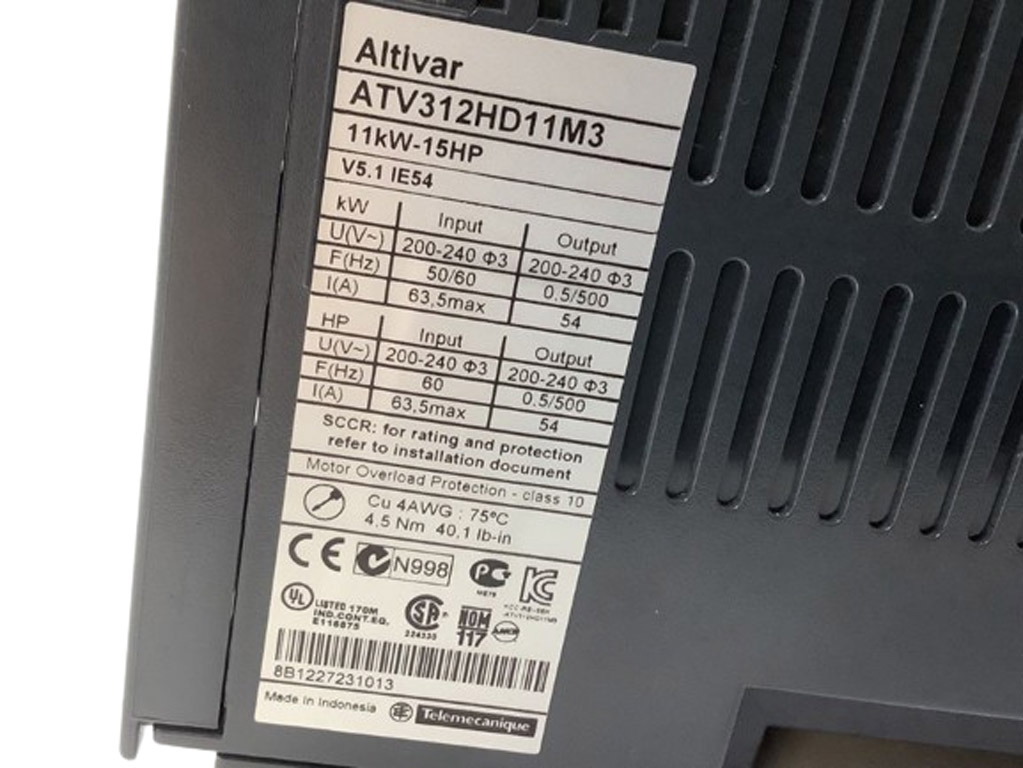 Altivar
ATV312HD11M3
11kW-15HP
V5.1 IE54
kW Input Output
U(V~) 200-240 Φ3 200-240 Φ3
F(Hz) 50/60 0.5/500
I(A) 63,5max 54
HP Input Output
U(V~) 200-240 Φ3 200-240 Φ3
F(Hz) 60 0.5/500
I(A) 63,5max 54
SCCR: for rating and protection
refer to installation document
Motor Overload Protection - class 10
Cu 4AWG : 75°C
4.5 Nm 40.1 lb-in
CE N998
UL LISTED 170M
IND.CONT.EQ.
E116875
SA
224335
NOM
117
8B1227231013
Made in Indonesia Telemecanique